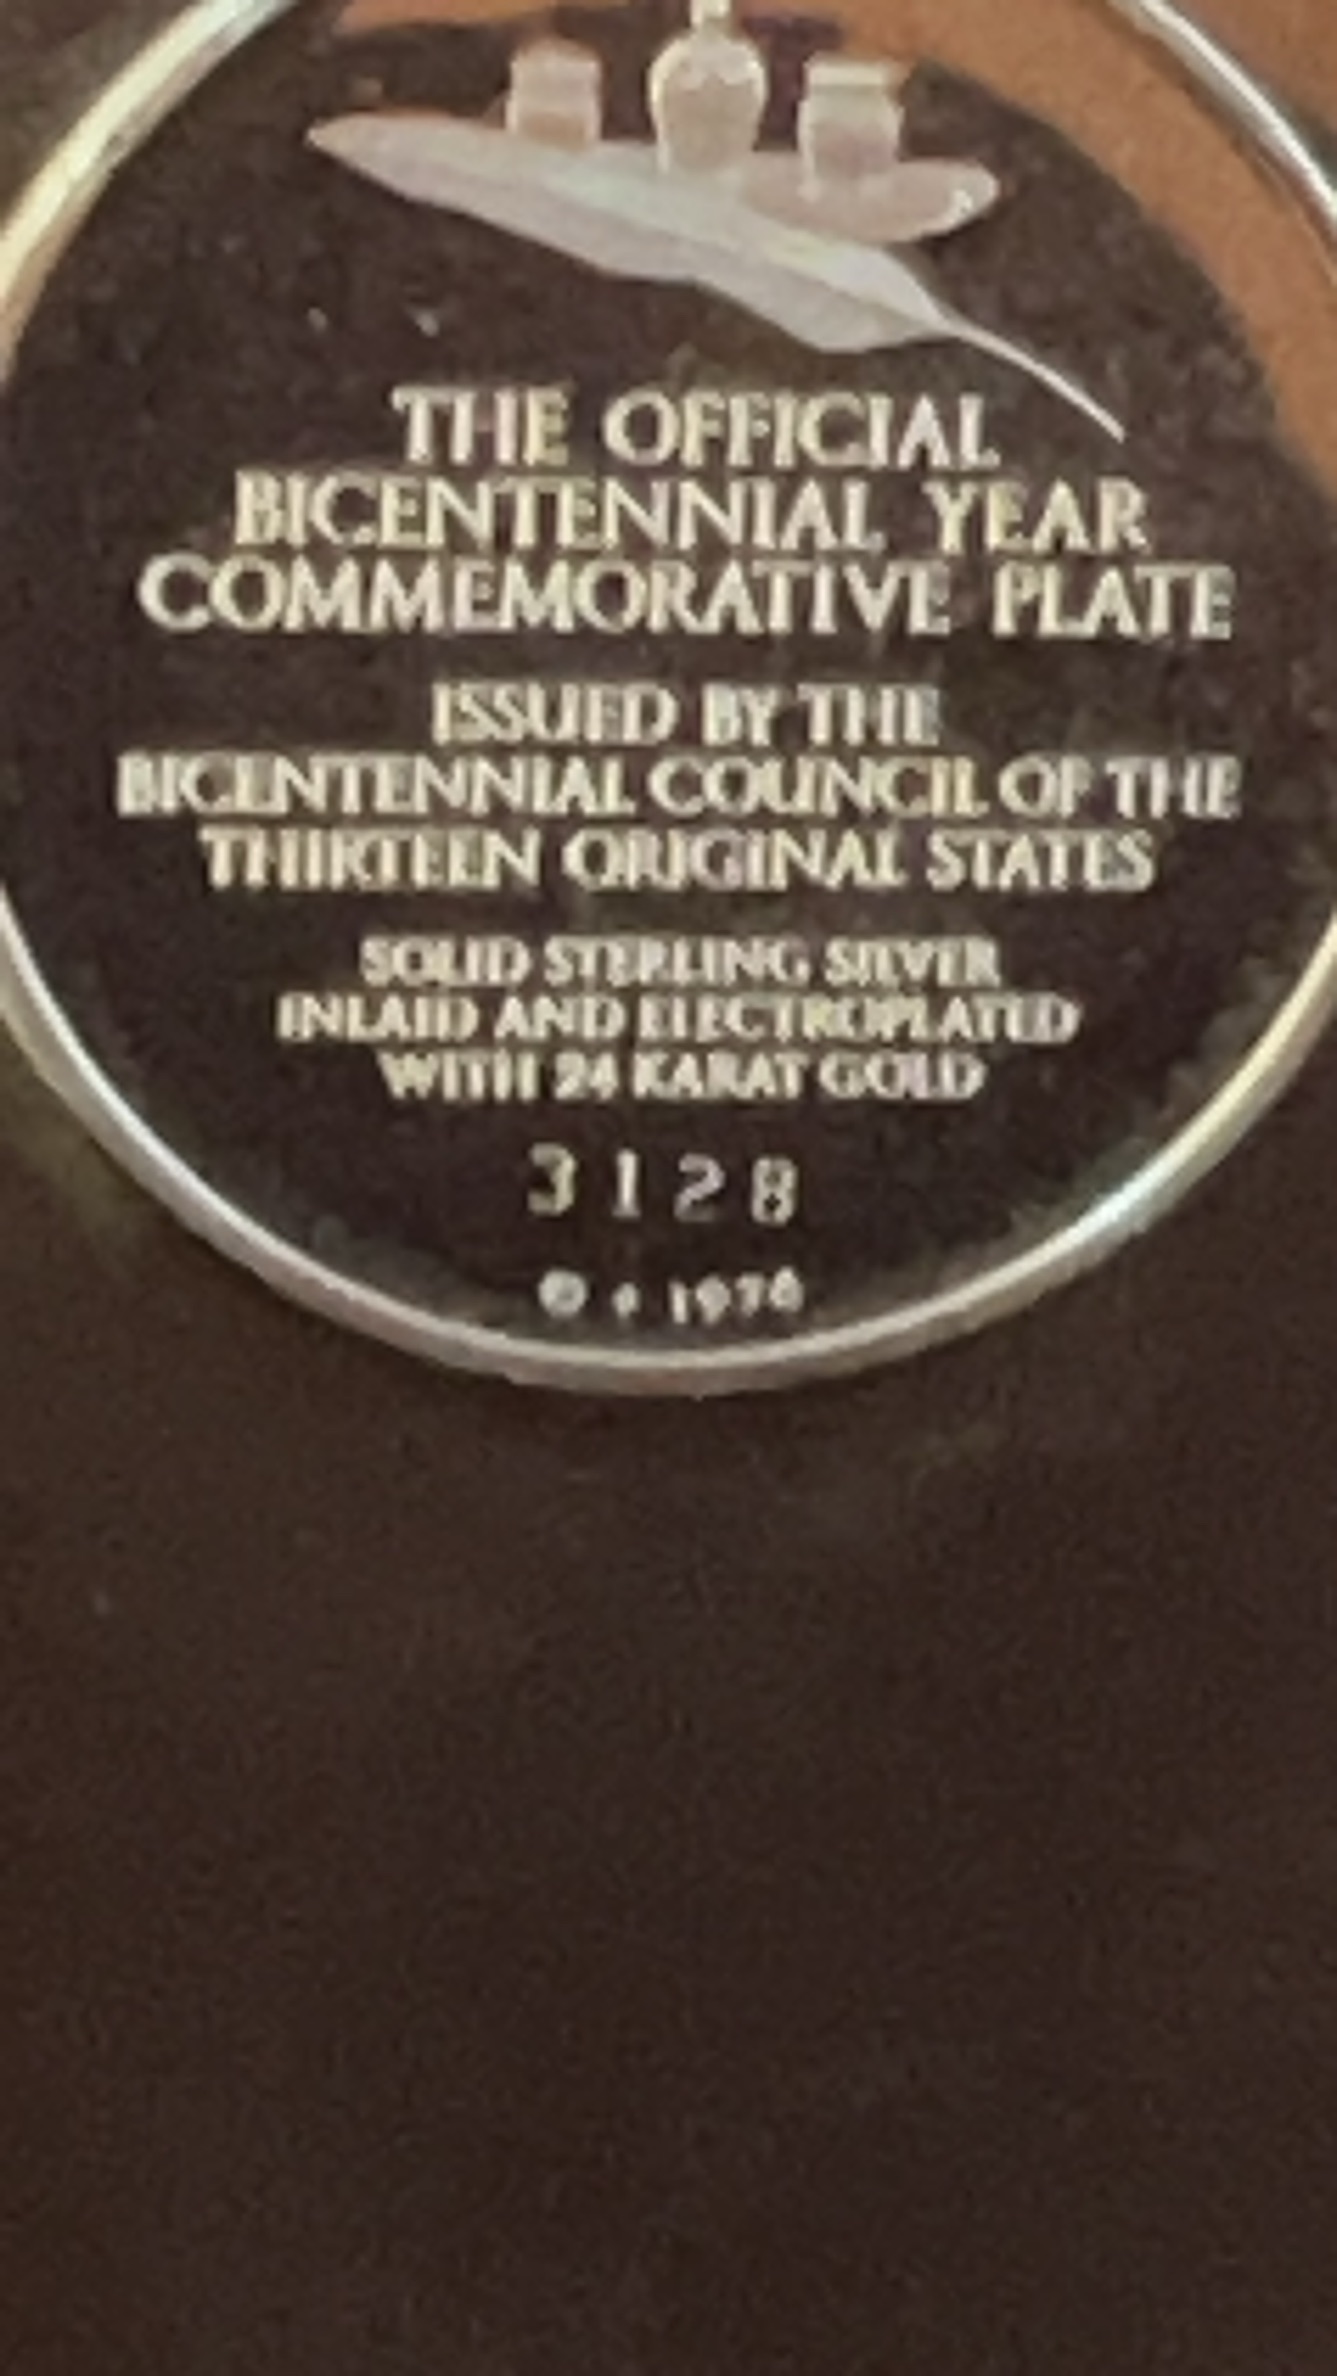 THE OFFICIAL
BICENTENNIAL YEAR
COMMEMORATIVE PLATE
ISSUED BY THE
BICENTENNIAL COUNCIL OF THE
THIRTEEN ORIGINAL STATES
SOLID STERLING SILVER
INLAID AND ELECTROPLATED
WITH 24 KARAT GOLD
3128
1976